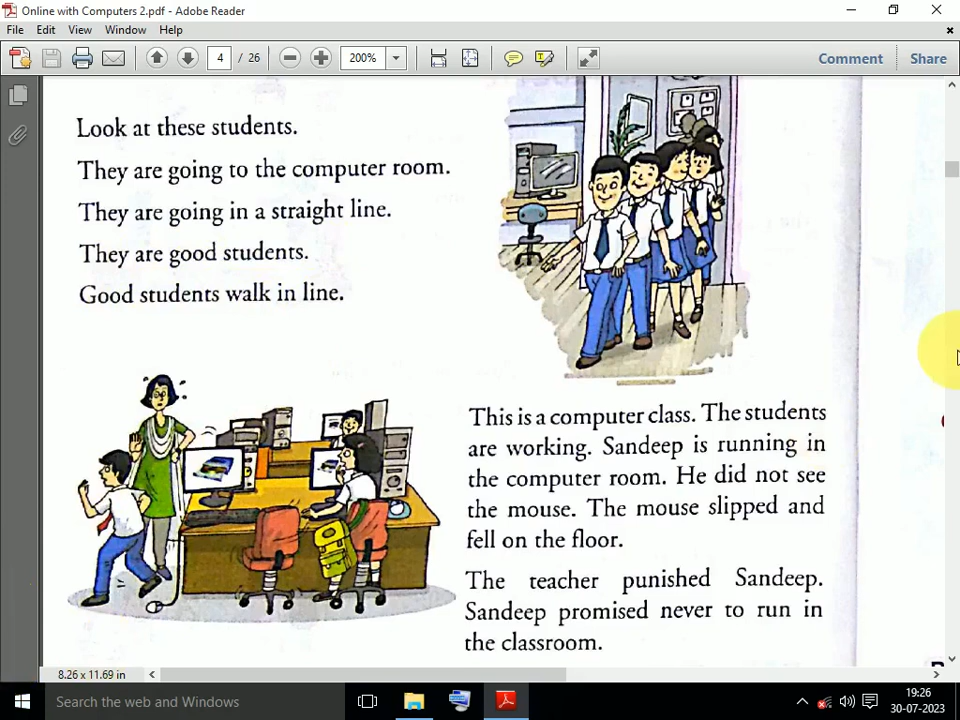 Online with Computers 2.pdf - Adobe Reader
File Edit View Window Help
4 / 26 200% Comment Share
Look at these students.
They are going to the computer room.
They are going in a straight line.
They are good students.
Good students walk in line.
This is a computer class. The students
are working. Sandeep is running in
the computer room. He did not see
the mouse. The mouse slipped and
fell on the floor.
The teacher punished Sandeep.
Sandeep promised never to run in
the classroom.
8.26 x 11.69 in
Search the web and Windows
19:26
30-07-2023